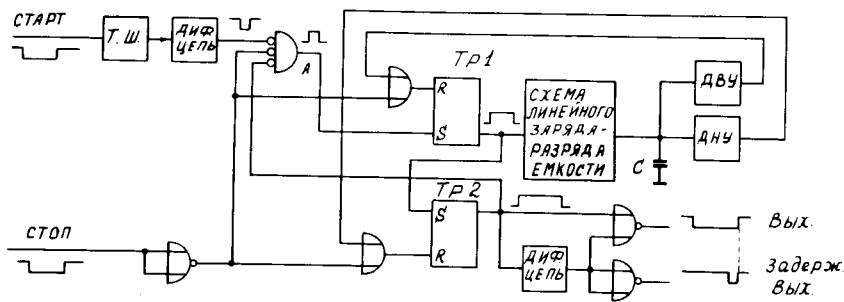 СТАРТ
Т.Ш.
ДИФ
ЦЕПЬ
А
Тр1
R
S
СХЕМА
ЛИНЕЙНОГО
ЗАРЯДА-
РАЗРЯДА
ЕМКОСТИ
ДВУ
ДНУ
С
СТОП
Тр2
S
R
ДИФ
ЦЕПЬ
Вых.
Задерж.
Вых.